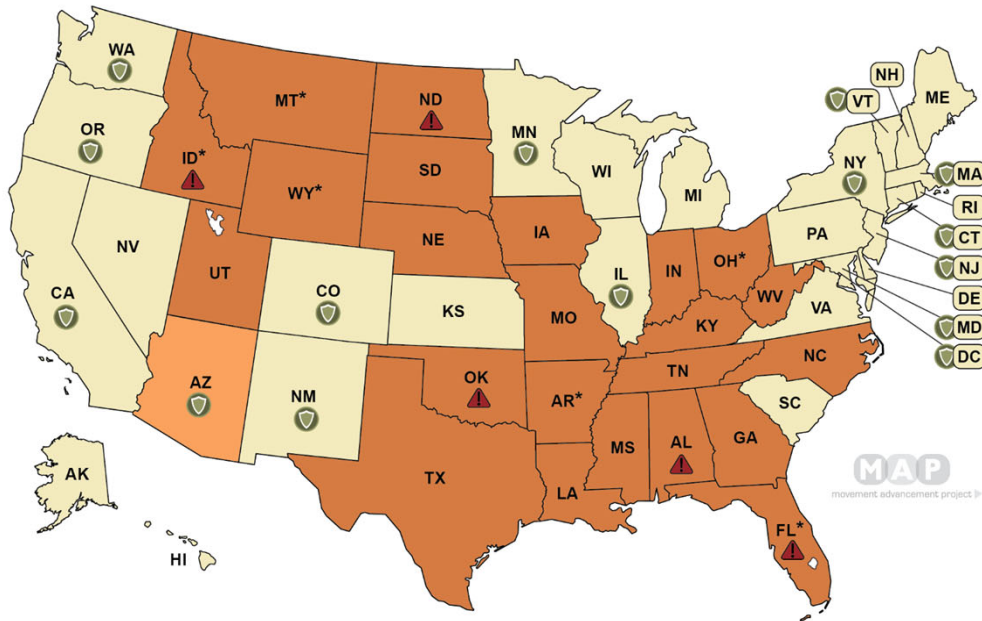 WA
MT*
ND
MN
VT
NH
ME
OR
ID*
SD
WI
NY
MA
WY*
MI
RI
NV
NE
IA
PA
CT
UT
IL
IN
OH*
NJ
CA
CO
KS
MO
WV
VA
DE
KY
MD
DC
AZ
NM
OK
AR*
TN
NC
SC
MS
AL
GA
TX
LA
AK
MAP
movement advancement project
FL*
HI